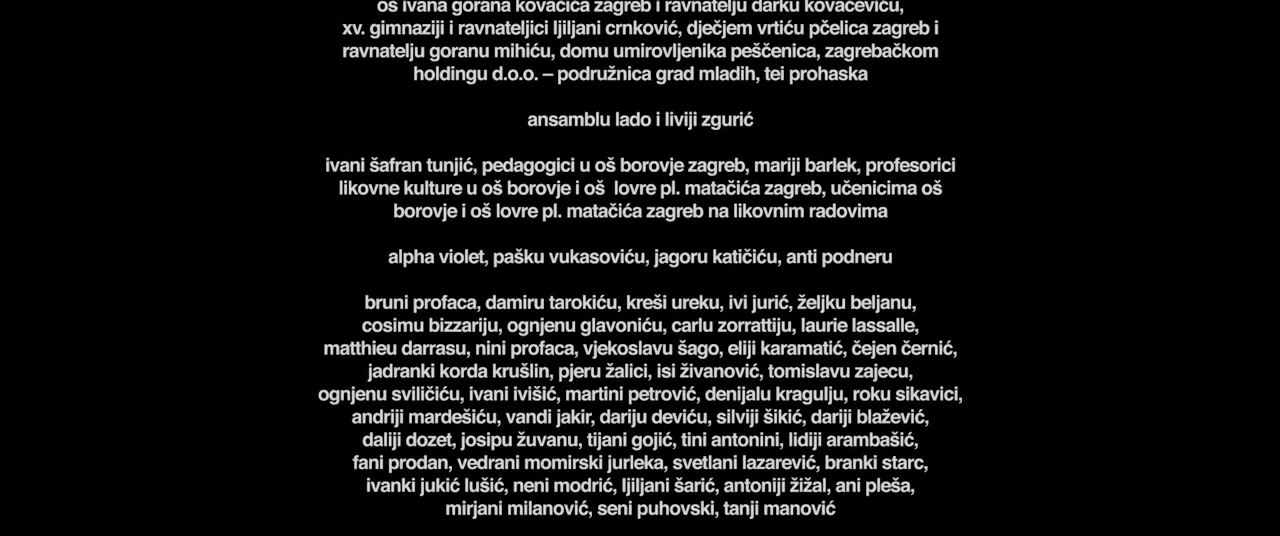 oš ivana gorana kovačića zagreb i ravnatelju darku kovačeviću,
xv. gimnaziji i ravnateljici ljiljani crnković, dječjem vrtiću pčelica zagreb i
ravnatelju goranu mihiću, domu umirovljenika peščenica, zagrebačkom
holdingu d.o.o. – podružnica grad mladih, tei prohaska
ansamblu lado i liviji zgurić
ivani šafran tunjić, pedagogici u oš borovje zagreb, mariji barlek, profesorici
likovne kulture u oš borovje i oš lovre pl. matačića zagreb, učenicima oš
borovje i oš lovre pl. matačića zagreb na likovnim radovima
alpha violet, pašku vukasoviću, jagoru katičiću, anti podneru
bruni profaca, damiru tarokiću, kreši ureku, ivi jurić, željku beljanu,
cosimu bizzariju, ognjenu glavoniću, carlu zorrattiju, laurie lassalle,
matthieu darrasu, nini profaca, vjekoslavu šago, eliji karamatić, čejen černić,
jadranki korda krušlin, pjeru žalici, isi živanović, tomislavu zajecu,
ognjenu sviličiću, ivani ivišić, martini petrović, denijalu kragulju, roku sikavici,
andriji mardešiću, vandi jakir, dariju deviću, silviji šikić, dariji blažević,
daliji dozet, josipu žuvanu, tijani gojić, tini antonini, lidiji arambašić,
fani prodan, vedrani momirski jurleka, svetlani lazarević, branki starc,
ivanki jukić lušić, neni modrić, ljiljani šarić, antoniji žižal, ani pleša,
mirjani milanović, seni puhovski, tanji manović